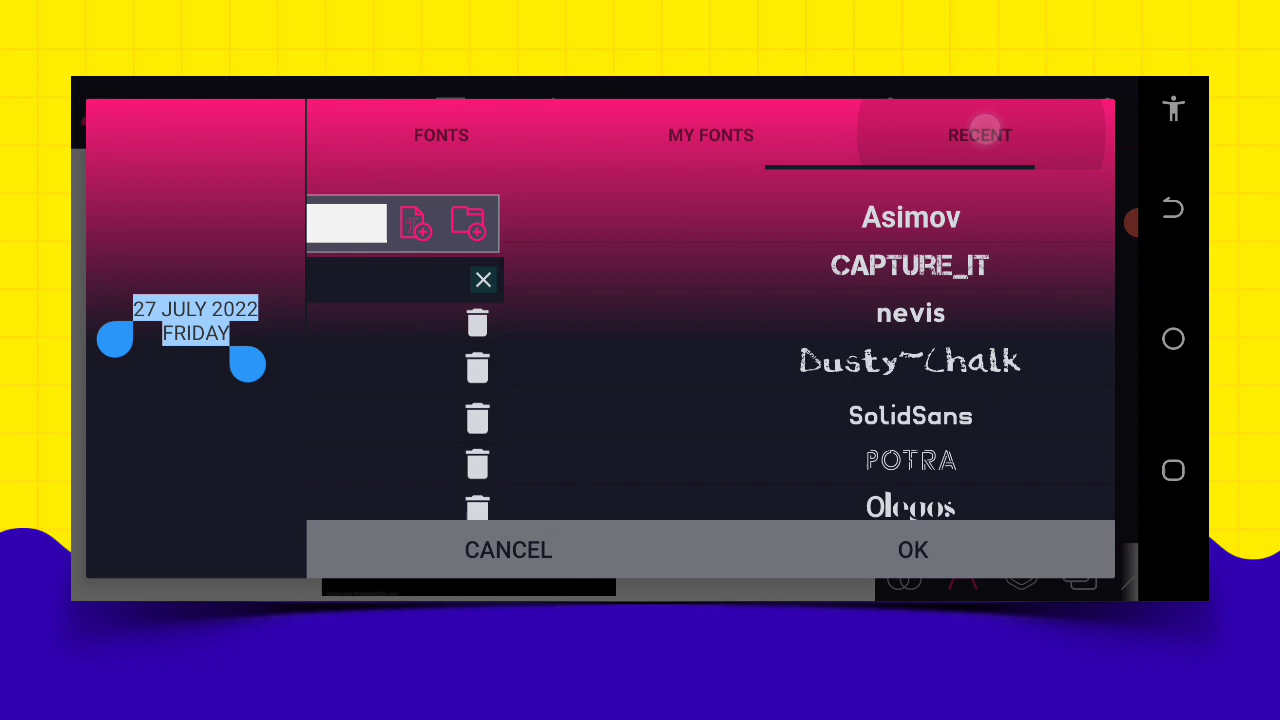 FONTS
MY FONTS
RECENT
Asimov
CAPTURE_IT
nevis
Dusty~Chalk
SolidSans
POTRA
Olegos
27 JULY 2022
FRIDAY
CANCEL
OK